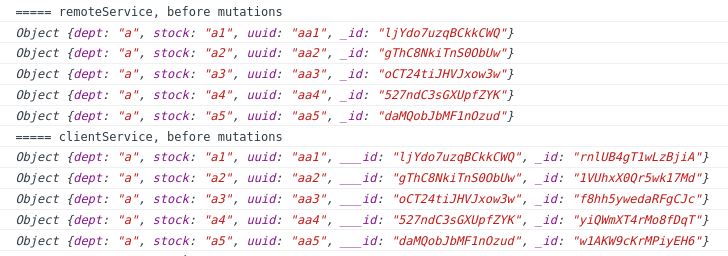 ===== remoteService, before mutations
Object {dept: "a", stock: "a1", uuid: "aa1", _id: "ljYdo7uzqBCkkCWQ"}
Object {dept: "a", stock: "a2", uuid: "aa2", _id: "gThC8NkiTnS0ObUw"}
Object {dept: "a", stock: "a3", uuid: "aa3", _id: "oCT24tiJHVJxow3w"}
Object {dept: "a", stock: "a4", uuid: "aa4", _id: "527ndC3sGXUpfZYK"}
Object {dept: "a", stock: "a5", uuid: "aa5", _id: "daMQobJbMF1nOzud"}
===== clientService, before mutations
Object {dept: "a", stock: "a1", uuid: "aa1", ___id: "ljYdo7uzqBCkkCWQ", _id: "rnlUB4gT1wLzBjiA"}
Object {dept: "a", stock: "a2", uuid: "aa2", ___id: "gThC8NkiTnS0ObUw", _id: "1VUhxX0Qr5wk17Md"}
Object {dept: "a", stock: "a3", uuid: "aa3", ___id: "oCT24tiJHVJxow3w", _id: "f8hh5ywedaRFgCJc"}
Object {dept: "a", stock: "a4", uuid: "aa4", ___id: "527ndC3sGXUpfZYK", _id: "yiQWmXT4rMo8fDqT"}
Object {dept: "a", stock: "a5", uuid: "aa5", ___id: "daMQobJbMF1nOzud", _id: "w1AKW9cKrMPiyEH6"}